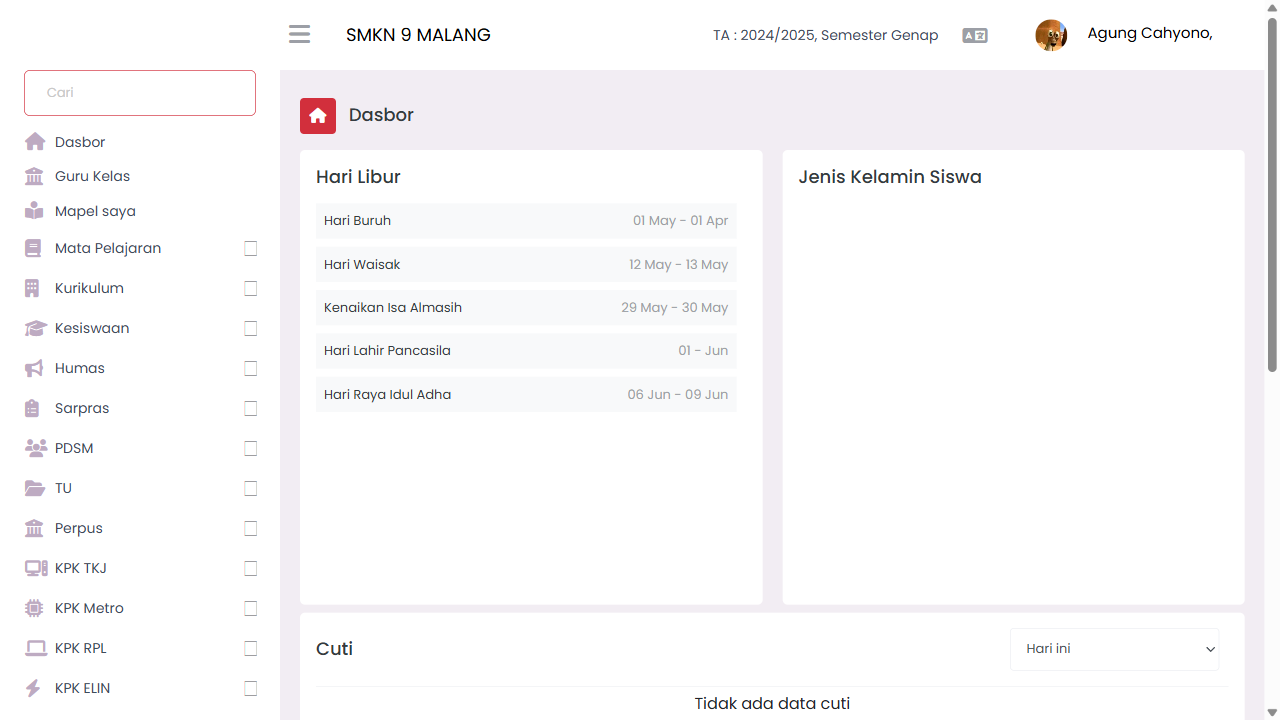 SMKN 9 MALANG
TA : 2024/2025, Semester Genap
Agung Cahyono,
Cari
Dasbor
Guru Kelas
Mapel saya
Mata Pelajaran
Kurikulum
Kesiswaan
Humas
Sarpras
PDSM
TU
Perpus
KPK TKJ
KPK Metro
KPK RPL
KPK ELIN
Dasbor
Hari Libur
Hari Buruh 01 May - 01 Apr
Hari Waisak 12 May - 13 May
Kenaikan Isa Almasih 29 May - 30 May
Hari Lahir Pancasila 01 - Jun
Hari Raya Idul Adha 06 Jun - 09 Jun
Jenis Kelamin Siswa
Cuti
Hari ini
Tidak ada data cuti